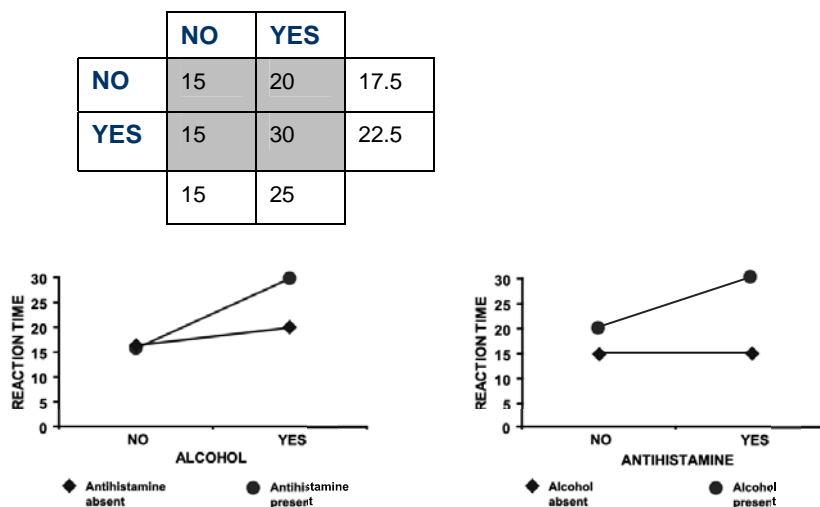 NO YES
NO 15 20 17.5
YES 15 30 22.5
15 25
REACTION TIME
30
25
20
15
10
5
0
NO YES
ALCOHOL
Antihistamine absent
Antihistamine present
REACTION TIME
30
25
20
15
10
5
0
NO YES
ANTIHISTAMINE
Alcohol absent
Alcohol present